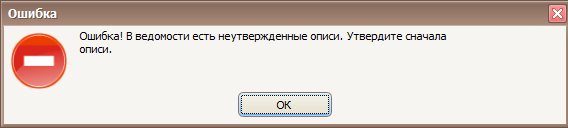 Ошибка
Ошибка! В ведомости есть неутвержденные описи. Утвердите сначала
описи.
OK